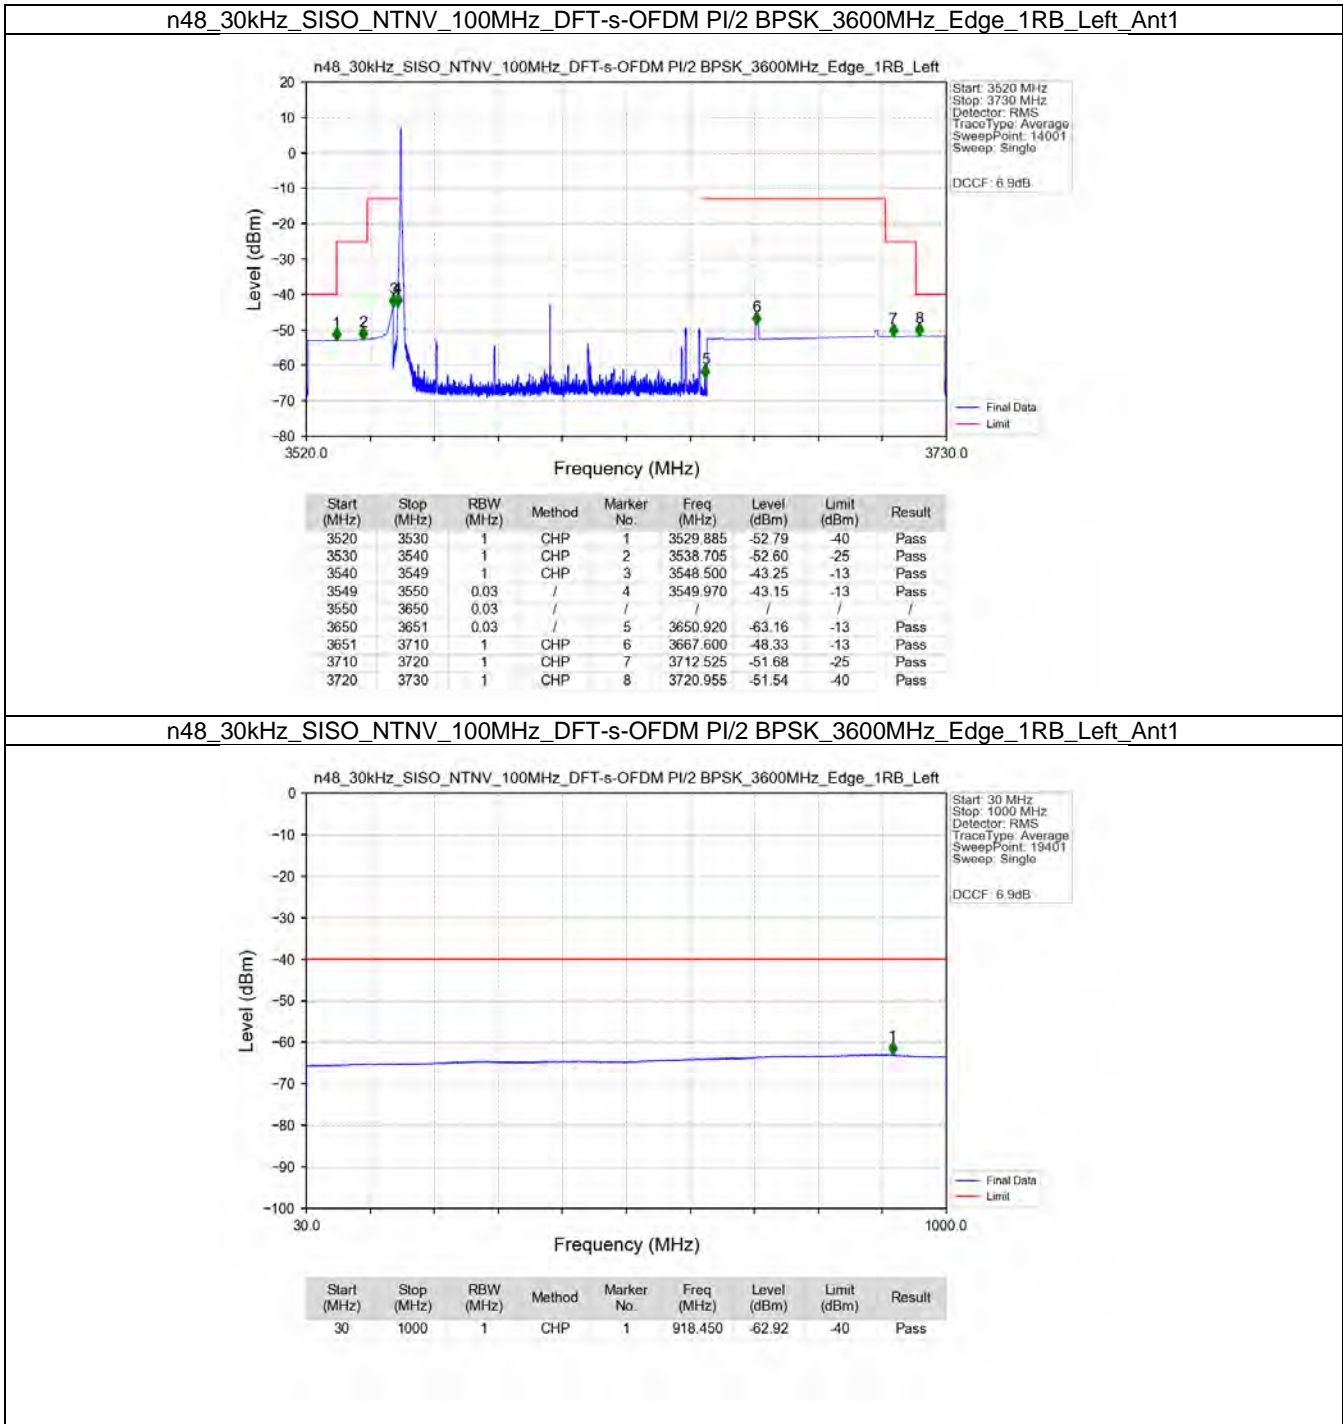 n48_30kHz_SISO_NTNV_100MHz_DFT-s-OFDM PI/2 BPSK_3600MHz_Edge_1RB_Left_Ant1
n48_30kHz_SISO_NTNV_100MHz_DFT-s-OFDM PI/2 BPSK_3600MHz_Edge_1RB_Left
Start: 3520 MHz
Stop: 3730 MHz
Detector: RMS
TraceType: Average
SweepPoint: 14001
Sweep: Single
DCCF: 6.9dB
20
10
0
−10
−20
−30
−40
−50
−60
−70
−80
Level (dBm)
1
2
3
4
5
6
7
8
Final Data
Limit
3520.0
3730.0
Frequency (MHz)
Start (MHz) Stop (MHz) RBW (MHz) Method Marker No. Freq (MHz) Level (dBm) Limit (dBm) Result
3520 3530 1 CHP 1 3529.885 -52.79 -40 Pass
3530 3540 1 CHP 2 3538.705 -52.60 -25 Pass
3540 3549 1 CHP 3 3548.500 -43.25 -13 Pass
3549 3550 0.03 / 4 3549.970 -43.15 -13 Pass
3550 3650 0.03 / / / / / /
3650 3651 0.03 / 5 3650.920 -63.16 -13 Pass
3651 3710 1 CHP 6 3667.600 -48.33 -13 Pass
3710 3720 1 CHP 7 3712.525 -51.68 -25 Pass
3720 3730 1 CHP 8 3720.955 -51.54 -40 Pass
n48_30kHz_SISO_NTNV_100MHz_DFT-s-OFDM PI/2 BPSK_3600MHz_Edge_1RB_Left_Ant1
n48_30kHz_SISO_NTNV_100MHz_DFT-s-OFDM PI/2 BPSK_3600MHz_Edge_1RB_Left
Start: 30 MHz
Stop: 1000 MHz
Detector: RMS
TraceType: Average
SweepPoint: 19401
Sweep: Single
DCCF: 6.9dB
0
−10
−20
−30
−40
−50
−60
−70
−80
−90
−100
Level (dBm)
1
Final Data
Limit
30.0
1000.0
Frequency (MHz)
Start (MHz) Stop (MHz) RBW (MHz) Method Marker No. Freq (MHz) Level (dBm) Limit (dBm) Result
30 1000 1 CHP 1 918.450 -62.92 -40 Pass